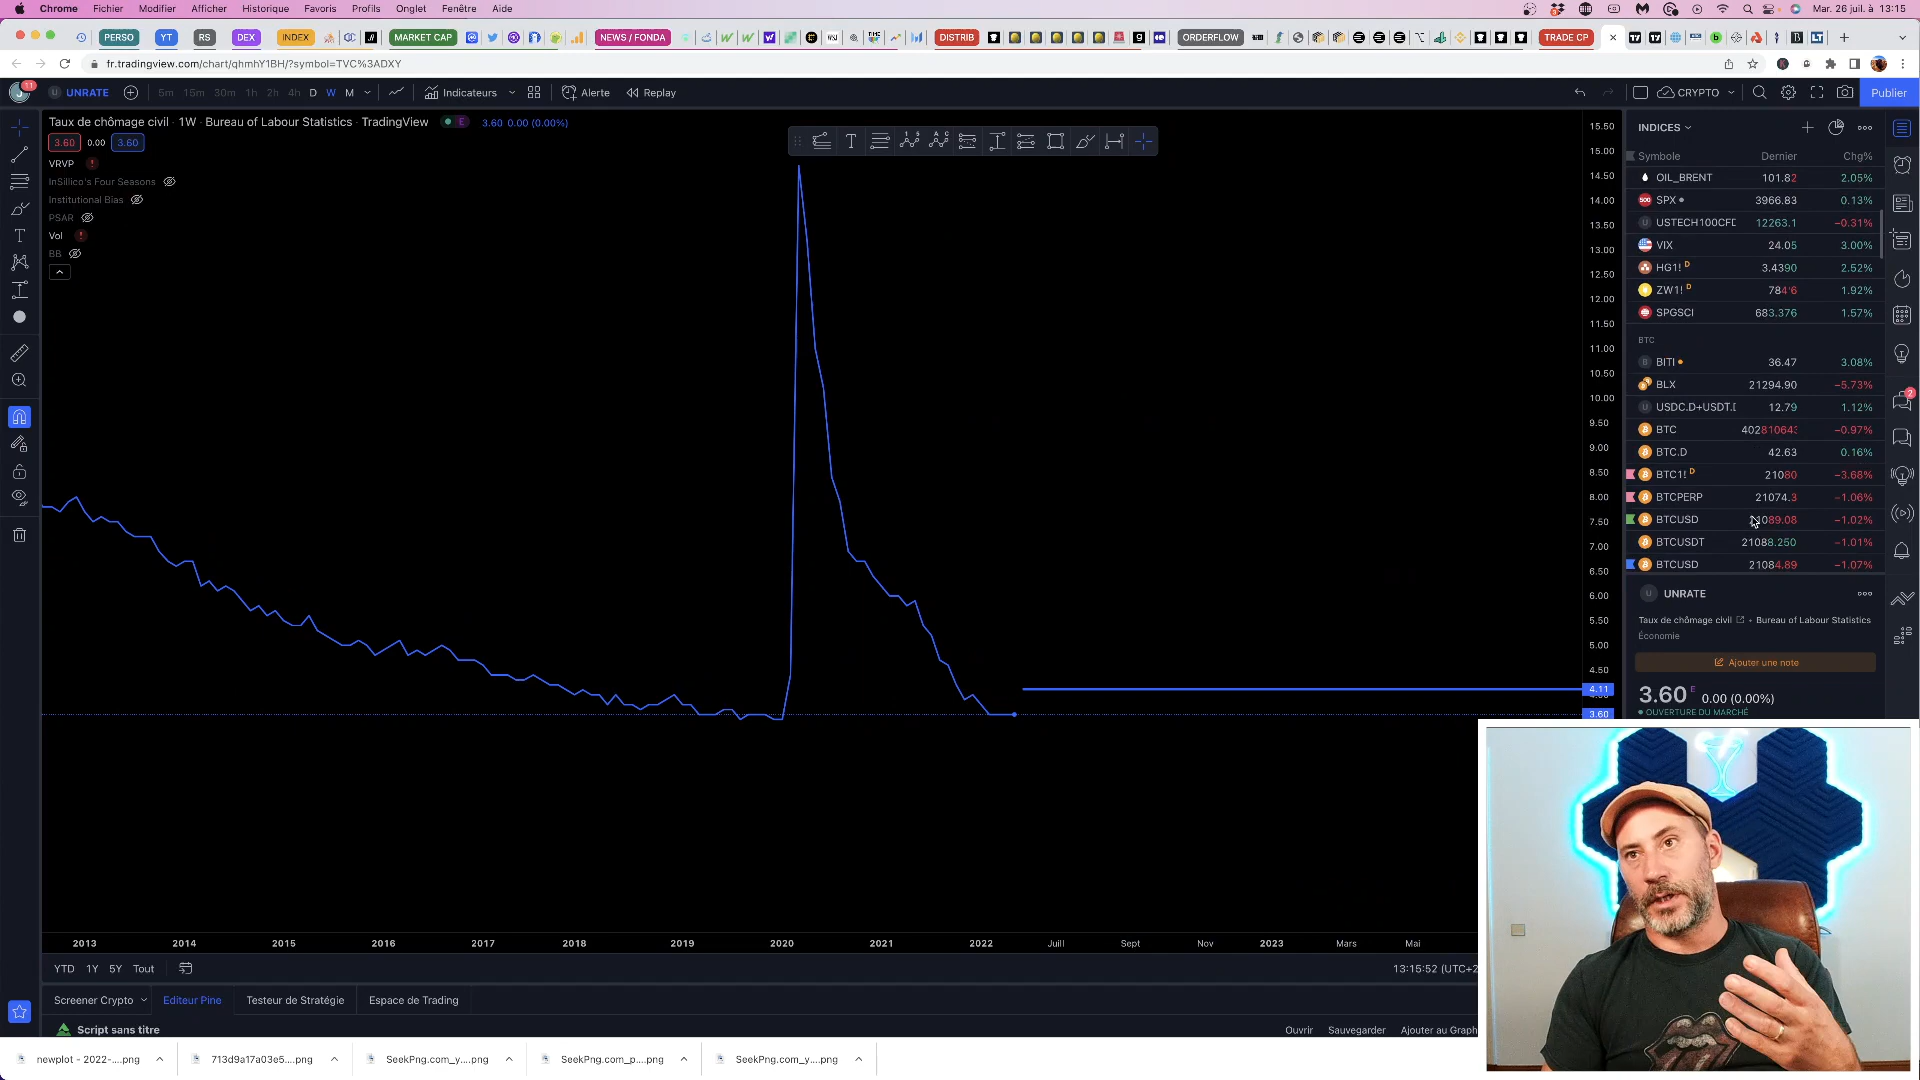 Chrome Fichier Modifier Afficher Historique Favoris Profils Onglet Fenêtre Aide Mar. 26 juil. à 13:15
PERSO YT RS DEX INDEX MARKET CAP NEWS / FONDA DISTRIB ORDERFLOW TRADE CP
fr.tradingview.com/chart/qhmhY1BH/?symbol=TVC%3ADXY
11 UNRATE 5m 15m 30m 1h 2h 4h D W M Indicateurs Alerte Replay CRYPTO Publier
Taux de chômage civil · 1W · Bureau of Labour Statistics · TradingView E 3.60 0.00 (0.00%)
3.60 0.00 3.60
VRVP
InSillico's Four Seasons
Institutional Bias
PSAR
Vol
BB
15.50
15.00
14.50
14.00
13.50
13.00
12.50
12.00
11.50
11.00
10.50
10.00
9.50
9.00
8.50
8.00
7.50
7.00
6.50
6.00
5.50
5.00
4.50
4.11
3.60
INDICES
Symbole Dernier Chg%
OIL_BRENT 101.82 2.05%
SPX 3966.83 0.13%
USTECH100CFD 12263.1 −0.31%
VIX 24.05 3.00%
HG1! D 3.4390 2.52%
ZW1! D 784'6 1.92%
SPGSCI 683.376 1.57%
BTC
BITI 36.47 3.08%
BLX 21294.90 −5.73%
USDC.D+USDT.D 12.79 1.12%
BTC 402810643 −0.97%
BTC.D 42.63 0.16%
BTC1! D 21080 −3.68%
BTCPERP 21074.3 −1.06%
BTCUSD 21089.08 −1.02%
BTCUSDT 21088.250 −1.01%
BTCUSD 21084.89 −1.07%
2
UNRATE
Taux de chômage civil • Bureau of Labour Statistics
Économie
Ajouter une note
3.60 E 0.00 (0.00%)
OUVERTURE DU MARCHÉ
2013 2014 2015 2016 2017 2018 2019 2020 2021 2022 Juill Sept Nov 2023 Mars Mai
YTD 1Y 5Y Tout 13:15:52 (UTC+2
Screener Crypto Editeur Pine Testeur de Stratégie Espace de Trading
Script sans titre Ouvrir Sauvegarder Ajouter au Graph
newplot - 2022-....png 713d9a17a03e5....png SeekPng.com_y....png SeekPng.com_p....png SeekPng.com_y....png